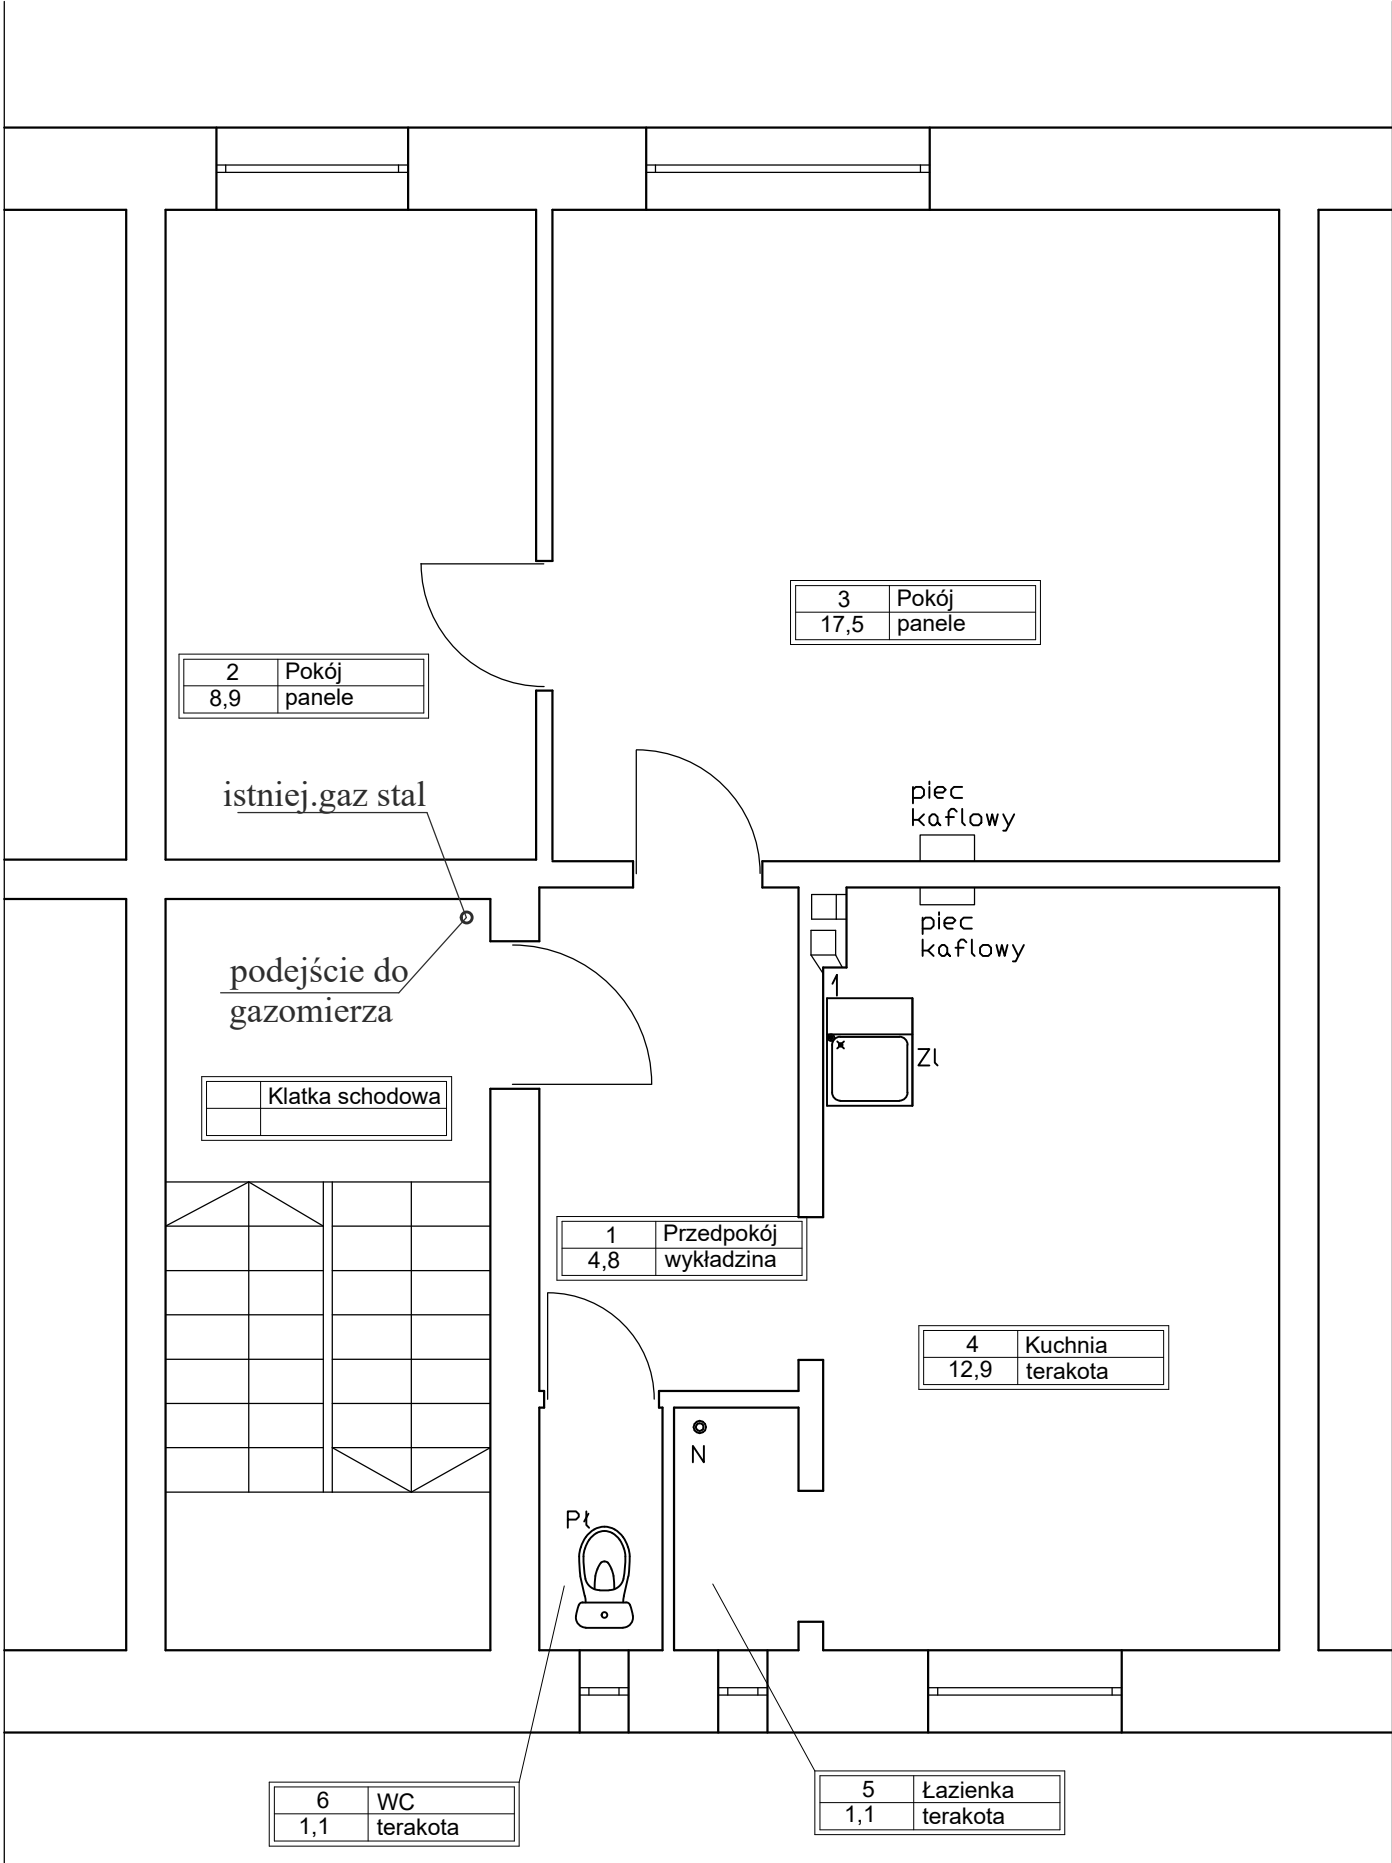 3 Pokój
17,5 panele
2 Pokój
8,9 panele
istniej.gaz stal
piec
kaflowy
piec
kaflowy
podejście do
gazomierza
1
Zl
Klatka schodowa
1 Przedpokój
4,8 wykładzina
4 Kuchnia
12,9 terakota
N
Pł
6 WC
1,1 terakota
5 Łazienka
1,1 terakota